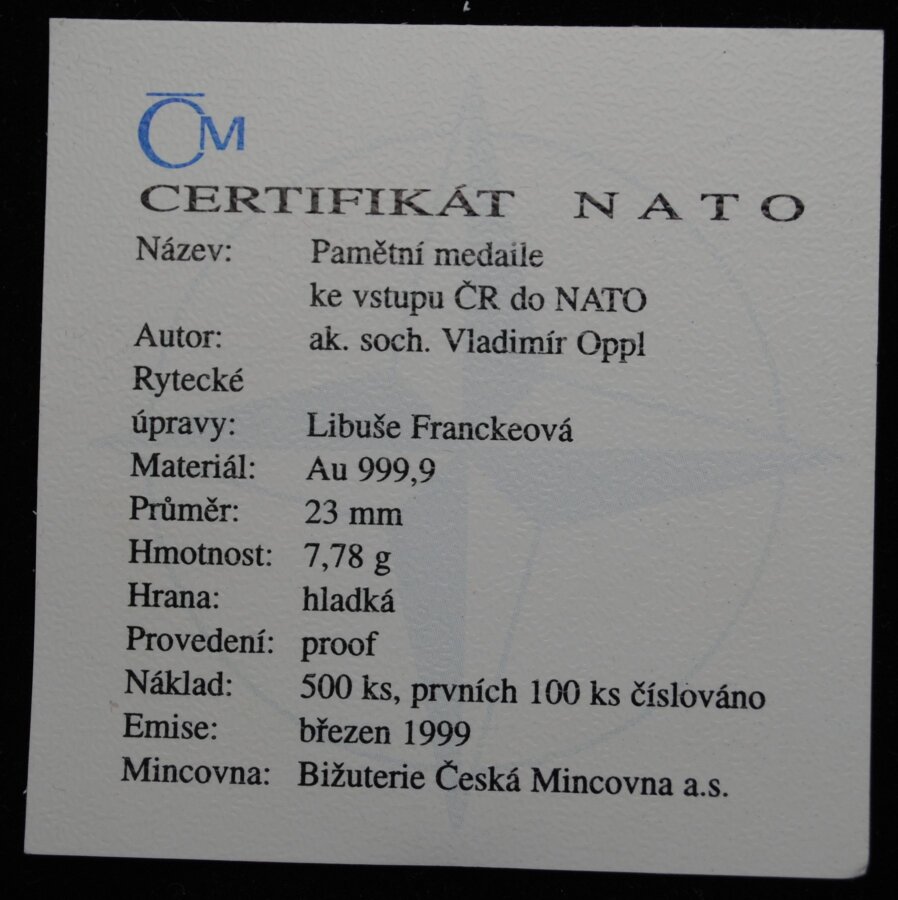 ČM
CERTIFIKÁT NATO
Název: Pamětní medaile
ke vstupu ČR do NATO
Autor: ak. soch. Vladimír Oppl
Rytecké
úpravy: Libuše Franckeová
Materiál: Au 999,9
Průměr: 23 mm
Hmotnost: 7,78 g
Hrana: hladká
Provedení: proof
Náklad: 500 ks, prvních 100 ks číslováno
Emise: březen 1999
Mincovna: Bižuterie Česká Mincovna a.s.